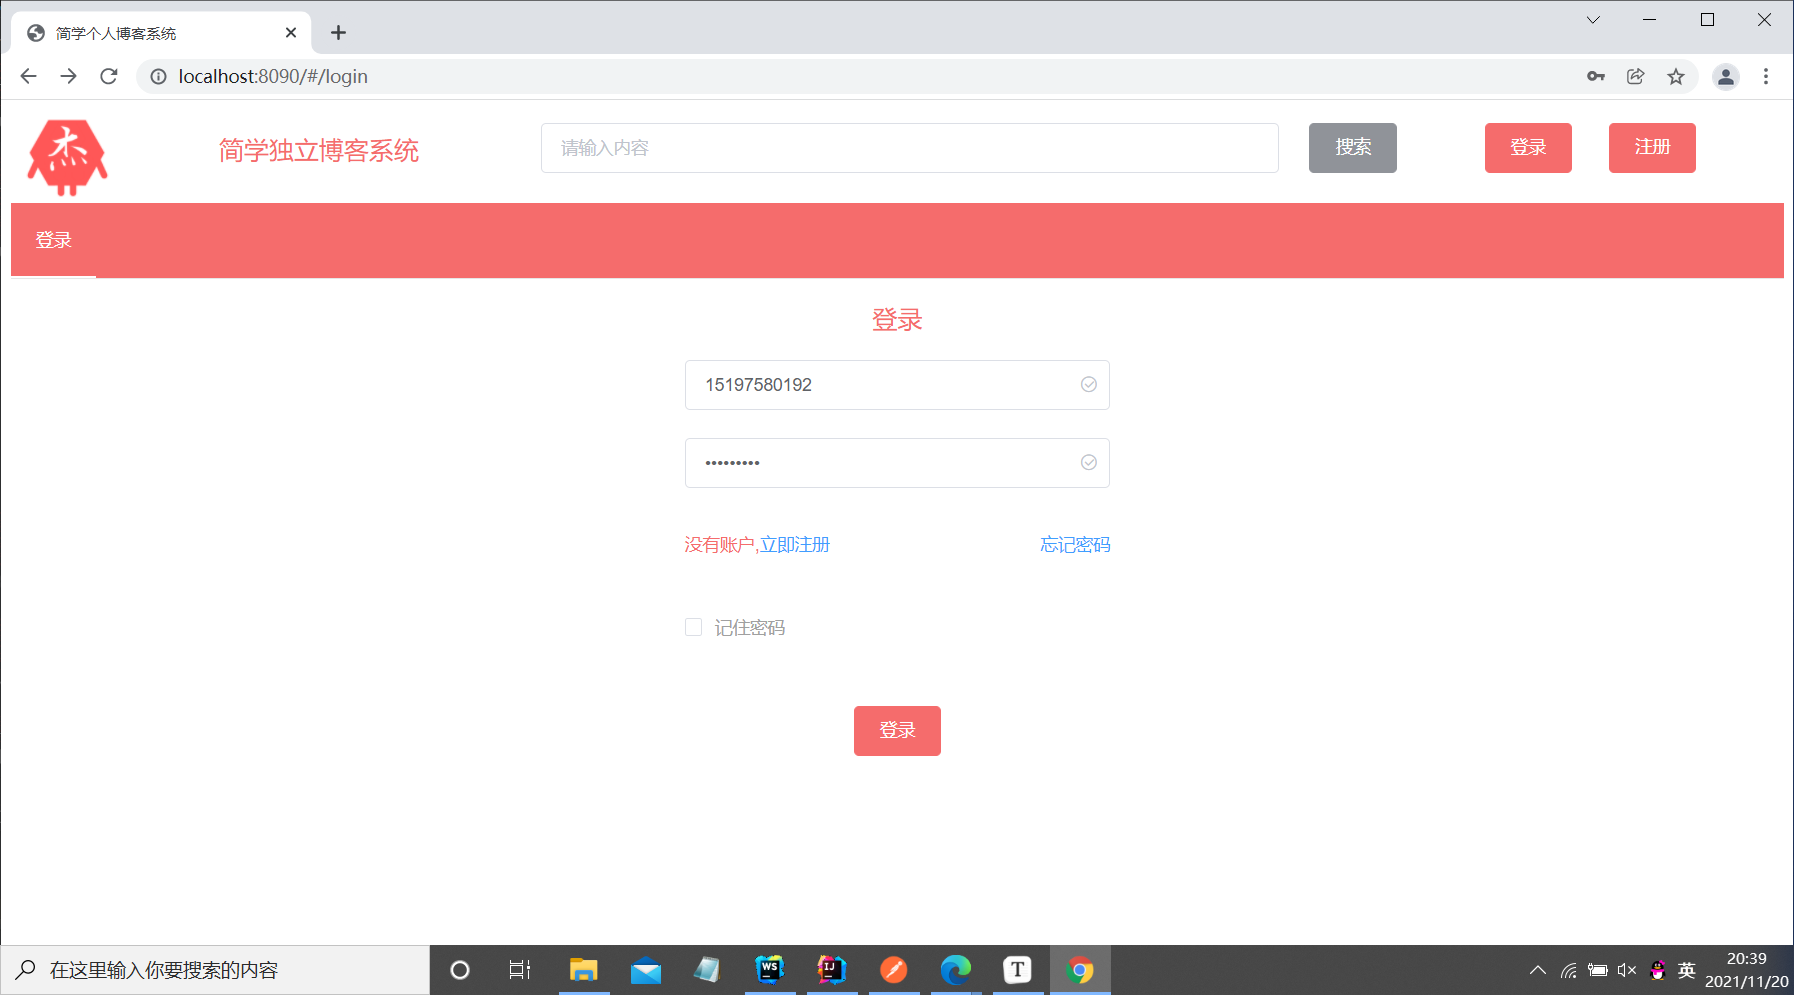 简学个人博客系统
localhost:8090/#/login
杰
简学独立博客系统
请输入内容
搜索
登录
注册
登录
登录
15197580192
•••••••••
没有账户,立即注册
忘记密码
记住密码
登录
在这里输入你要搜索的内容
WS
IJ
T
英
20:39
2021/11/20